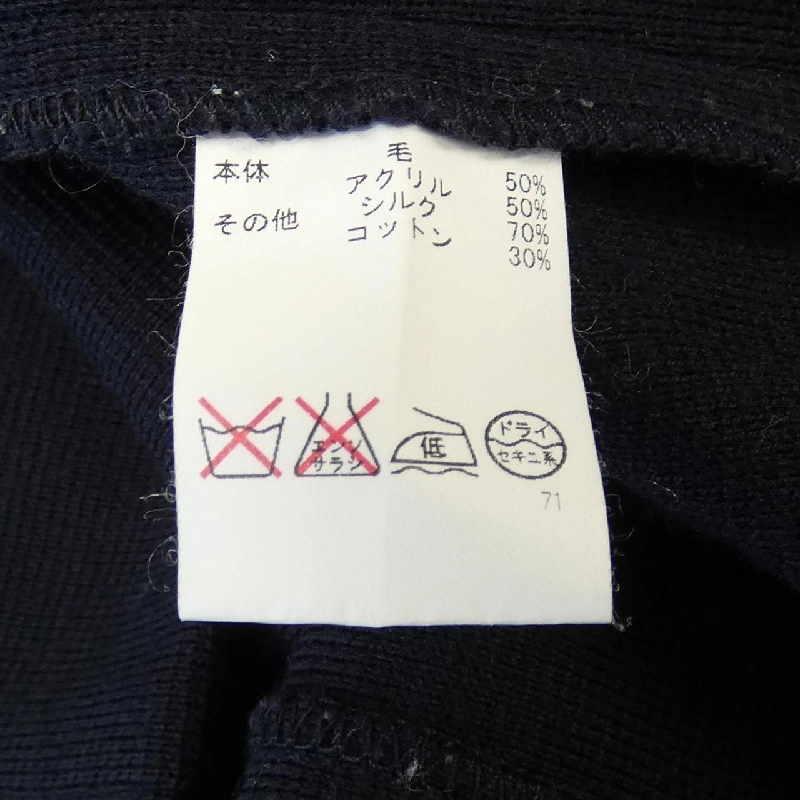 本体 毛 50%
アクリル 50%
その他 シルク 70%
コットン 30%
エンソ
サラシ
低
ドライ
セキユ系
71